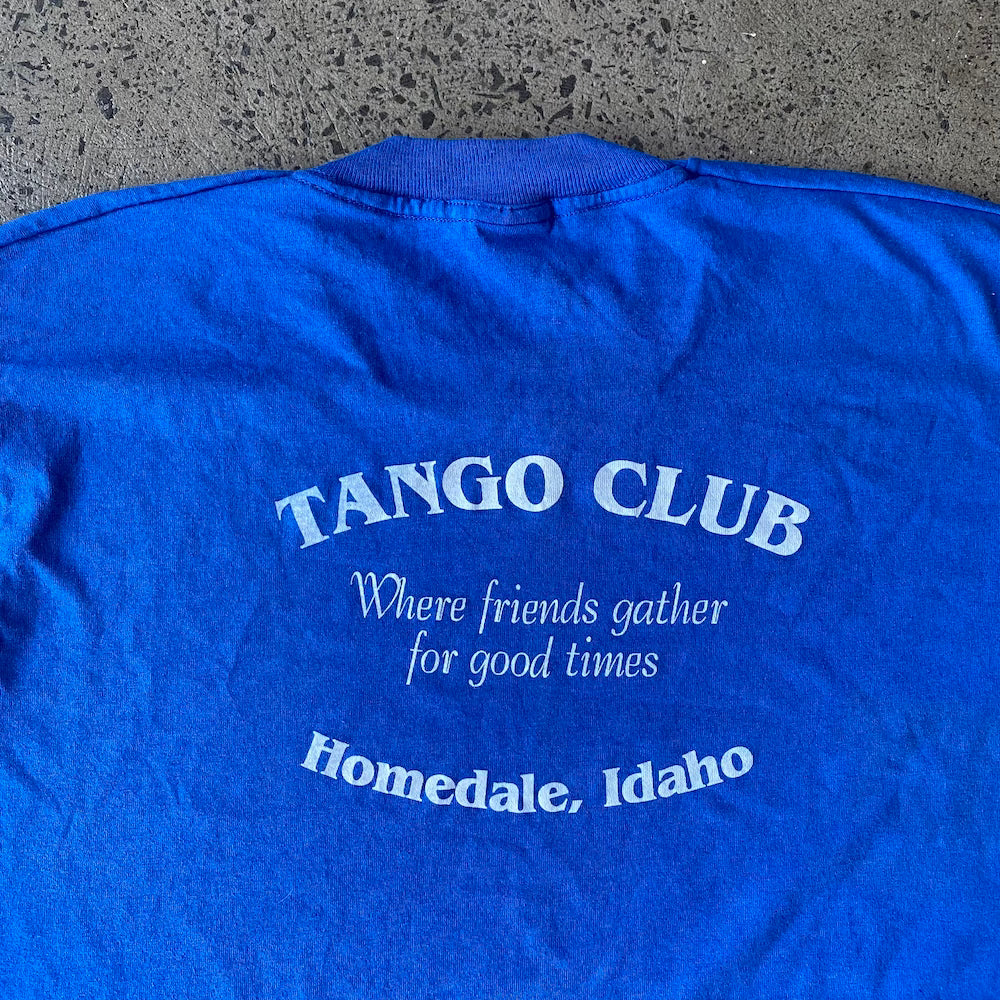 TANGO CLUB
Where friends gather
for good times
Homedale, Idaho